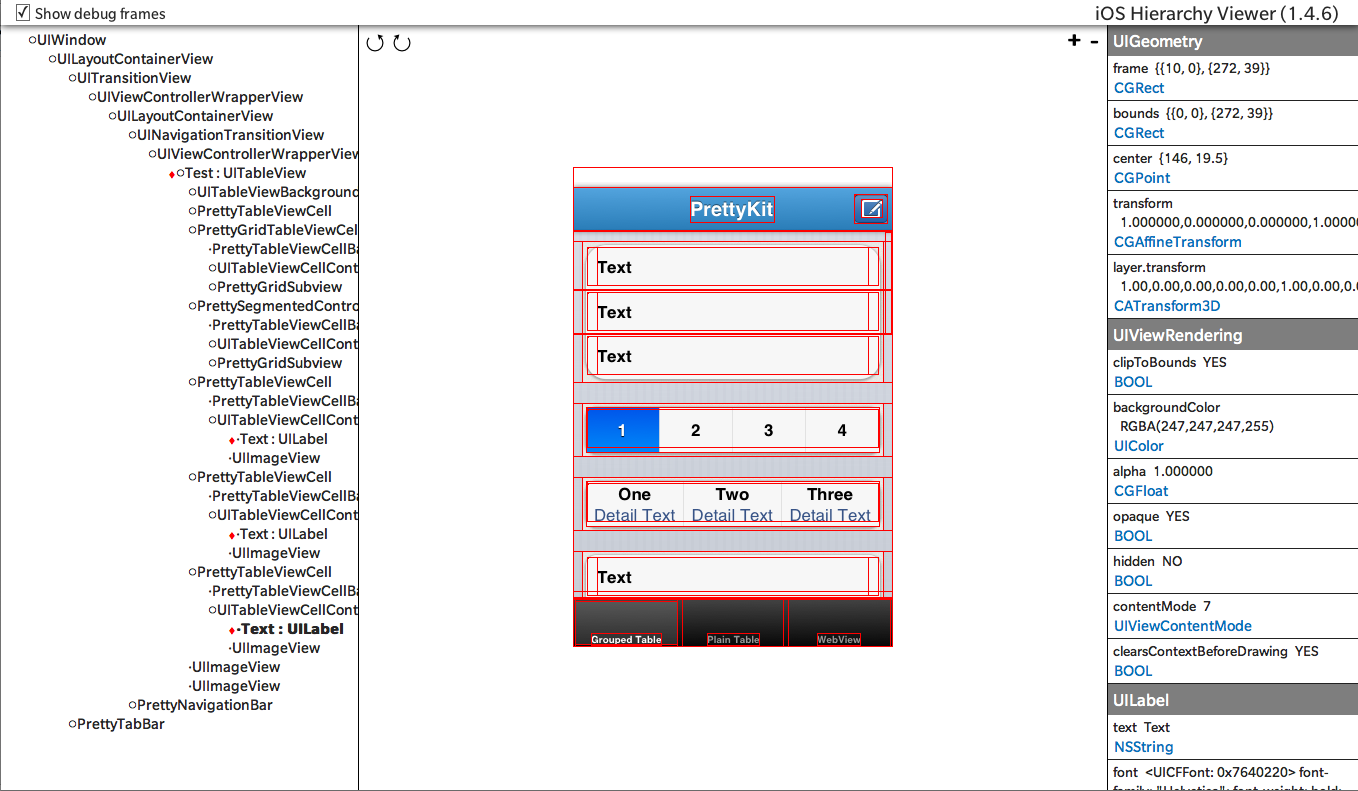 Show debug frames
iOS Hierarchy Viewer (1.4.6)
UIWindow
UILayoutContainerView
UITransitionView
UIViewControllerWrapperView
UILayoutContainerView
UINavigationTransitionView
UIViewControllerWrapperView
Test : UITableView
UITableViewBackground
PrettyTableViewCell
PrettyGridTableViewCel
PrettyTableViewCellBa
UITableViewCellCont
PrettyGridSubview
PrettySegmentedContro
PrettyTableViewCellBa
UITableViewCellCont
PrettyGridSubview
PrettyTableViewCell
PrettyTableViewCellBa
UITableViewCellCont
Text : UILabel
UIImageView
PrettyTableViewCell
PrettyTableViewCellBa
UITableViewCellCont
Text : UILabel
UIImageView
PrettyTableViewCell
PrettyTableViewCellBa
UITableViewCellCont
Text : UILabel
UIImageView
UIImageView
UIImageView
PrettyNavigationBar
PrettyTabBar
+ -
PrettyKit
Text
Text
Text
1 2 3 4
One Two Three
Detail Text Detail Text Detail Text
Text
Grouped Table Plain Table WebView
UIGeometry
frame {{10, 0}, {272, 39}}
CGRect
bounds {{0, 0}, {272, 39}}
CGRect
center {146, 19.5}
CGPoint
transform
1.000000,0.000000,0.000000,1.0000
CGAffineTransform
layer.transform
1.00,0.00,0.00,0.00,0.00,1.00,0.00,0.
CATransform3D
UIViewRendering
clipToBounds YES
BOOL
backgroundColor
RGBA(247,247,247,255)
UIColor
alpha 1.000000
CGFloat
opaque YES
BOOL
hidden NO
BOOL
contentMode 7
UIViewContentMode
clearsContextBeforeDrawing YES
BOOL
UILabel
text Text
NSString
font <UICFFont: 0x7640220> font-
family: "Helvetica"; font-weight: bold;